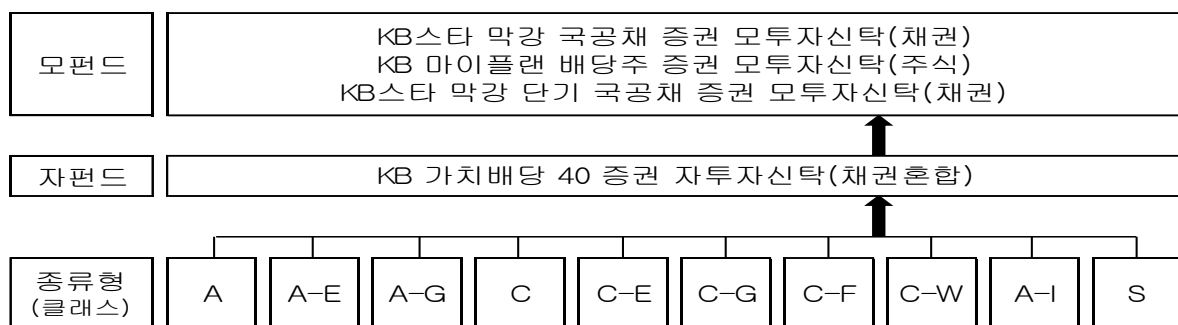 모펀드
KB스타 막강 국공채 증권 모투자신탁(채권)
KB 마이플랜 배당주 증권 모투자신탁(주식)
KB스타 막강 단기 국공채 증권 모투자신탁(채권)
자펀드
KB 가치배당 40 증권 자투자신탁(채권혼합)
종류형
(클래스)
A
A-E
A-G
C
C-E
C-G
C-F
C-W
A-I
S